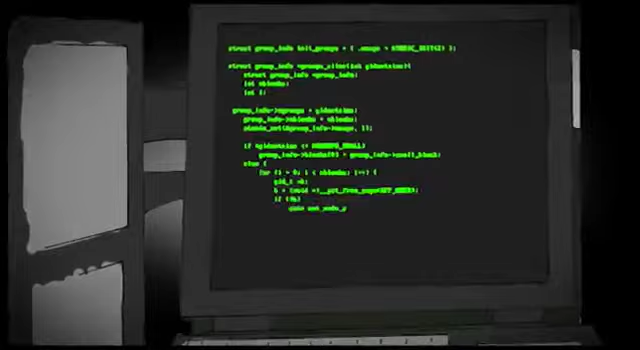 struct group_info init_groups = { .usage = ATOMIC_INIT(2) };
struct group_info *groups_alloc(int gidsetsize){
struct group_info *group_info;
int nblocks;
int i;
group_info->ngroups = gidsetsize;
group_info->nblocks = nblocks;
atomic_set(&group_info->usage, 1);
if (gidsetsize <= NGROUPS_SMALL)
group_info->blocks[0] = group_info->small_block;
else {
for (i = 0; i < nblocks; i++) {
gid_t *b;
b = (void *)__get_free_page(GFP_USER);
if (!b)
goto out_undo_p